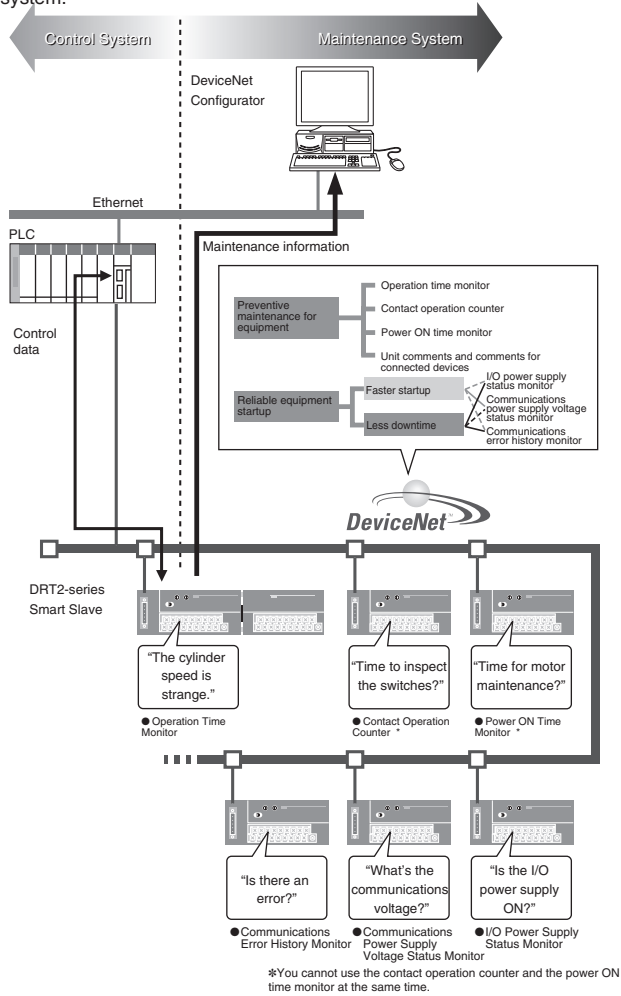 system.
Control System
Maintenance System
DeviceNet
Configurator
Ethernet
PLC
Maintenance information
Control
data
Preventive
maintenance for
equipment
Operation time monitor
Contact operation counter
Power ON time monitor
Unit comments and comments for
connected devices
Reliable equipment
startup
Faster startup
Less downtime
I/O power supply
status monitor
Communications
power supply voltage
status monitor
Communications
error history monitor
DeviceNet™
DRT2-series
Smart Slave
“The cylinder
speed is
strange.”
“Time to inspect
the switches?”
“Time for motor
maintenance?”
● Operation Time
Monitor
● Contact Operation
Counter *
● Power ON Time
Monitor *
“Is there an
error?”
“What’s the
communications
voltage?”
“Is the I/O
power supply
ON?”
●Communications
Error History Monitor
●Communications
Power Supply
Voltage Status Monitor
●I/O Power Supply
Status Monitor
✻You cannot use the contact operation counter and the power ON
time monitor at the same time.